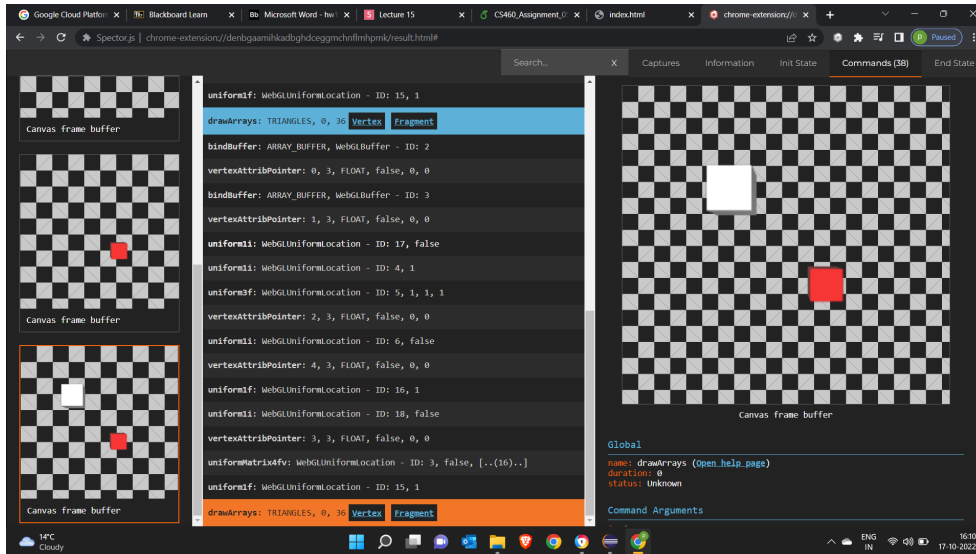 Google Cloud Platforn
Blackboard Learn
Bb Microsoft Word - hw1
Lecture 15
CS460_Assignment_0
index.html
chrome-extension://d
Spector.js | chrome-extension://denbgaamihkadbghdceggmchnflmhpmk/result.html#
P Paused
Search... X
Captures
Information
Init State
Commands (38)
End State
Canvas frame buffer
Canvas frame buffer
Canvas frame buffer
uniform1f: WebGLUniformLocation - ID: 15, 1
drawArrays: TRIANGLES, 0, 36 Vertex Fragment
bindBuffer: ARRAY_BUFFER, WebGLBuffer - ID: 2
vertexAttribPointer: 0, 3, FLOAT, false, 0, 0
bindBuffer: ARRAY_BUFFER, WebGLBuffer - ID: 3
vertexAttribPointer: 1, 3, FLOAT, false, 0, 0
uniform1i: WebGLUniformLocation - ID: 17, false
uniform1i: WebGLUniformLocation - ID: 4, 1
uniform3f: WebGLUniformLocation - ID: 5, 1, 1, 1
vertexAttribPointer: 2, 3, FLOAT, false, 0, 0
uniform1i: WebGLUniformLocation - ID: 6, false
vertexAttribPointer: 4, 3, FLOAT, false, 0, 0
uniform1f: WebGLUniformLocation - ID: 16, 1
uniform1i: WebGLUniformLocation - ID: 18, false
vertexAttribPointer: 3, 3, FLOAT, false, 0, 0
uniformMatrix4fv: WebGLUniformLocation - ID: 3, false, [..(16)..]
uniform1f: WebGLUniformLocation - ID: 15, 1
drawArrays: TRIANGLES, 0, 36 Vertex Fragment
Canvas frame buffer
Global
name: drawArrays (Open help page)
duration: 0
status: Unknown
Command Arguments
14°C
Cloudy
ENG
IN
16:10
17-10-2022